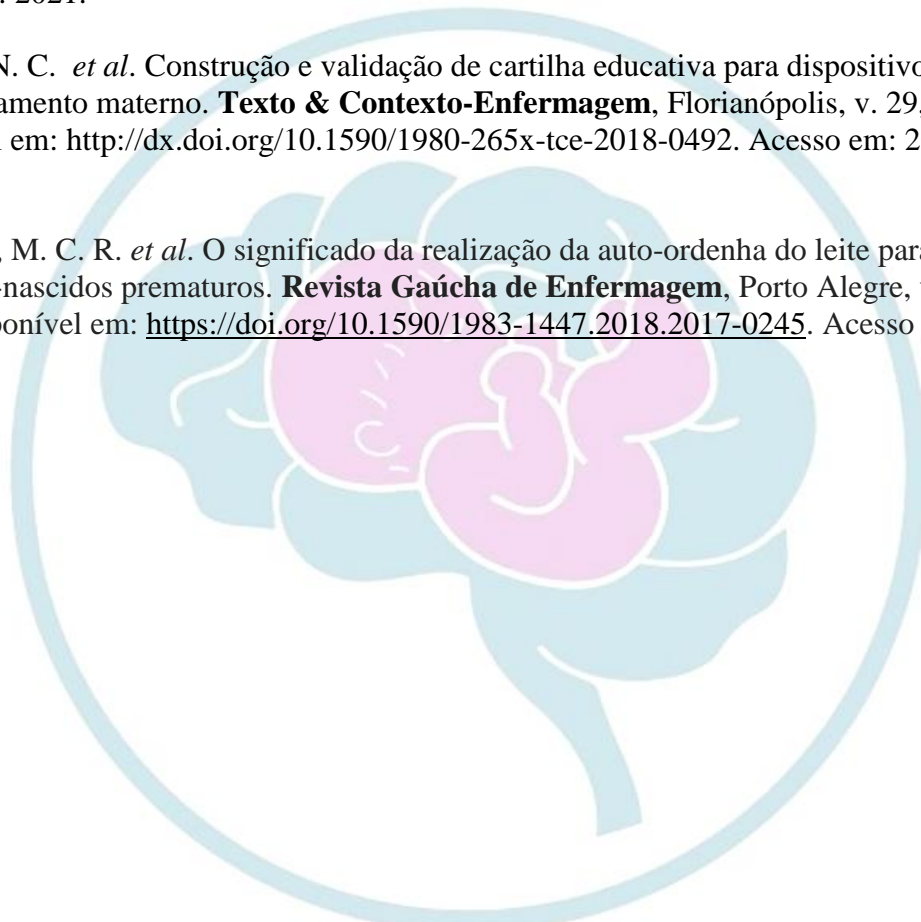 . 2021.
N. C. et al. Construção e validação de cartilha educativa para dispositivo
amento materno. Texto & Contexto-Enfermagem, Florianópolis, v. 29,
em: http://dx.doi.org/10.1590/1980-265x-tce-2018-0492. Acesso em: 2
, M. C. R. et al. O significado da realização da auto-ordenha do leite para
-nascidos prematuros. Revista Gaúcha de Enfermagem, Porto Alegre,
ponível em: https://doi.org/10.1590/1983-1447.2018.2017-0245. Acesso